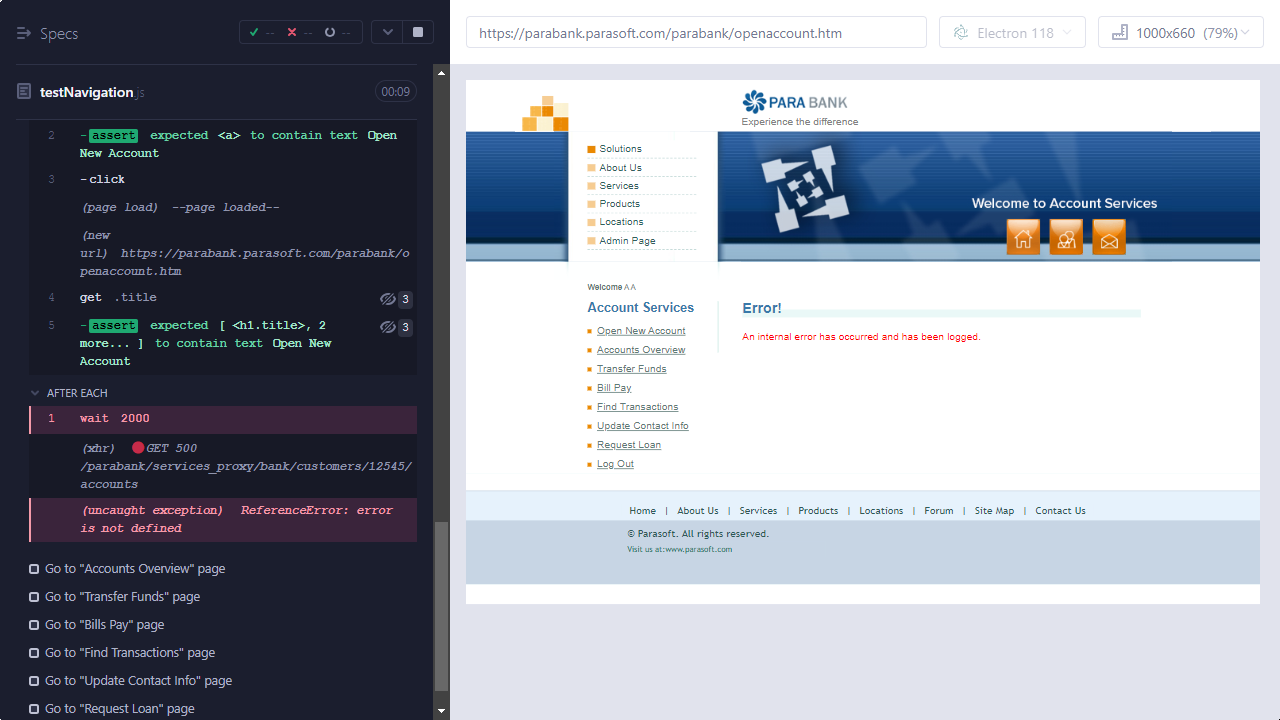 Specs
-- -- --
testNavigation.js
00:09
2 -assert expected <a> to contain text Open
New Account
3 -click
(page load) --page loaded--
(new
url) https://parabank.parasoft.com/parabank/o
penaccount.htm
4 get .title 3
5 -assert expected [ <h1.title>, 2 3
more... ] to contain text Open New
Account
AFTER EACH
1 wait 2000
(xhr) GET 500
/parabank/services_proxy/bank/customers/12545/
accounts
(uncaught exception) ReferenceError: error
is not defined
Go to "Accounts Overview" page
Go to "Transfer Funds" page
Go to "Bills Pay" page
Go to "Find Transactions" page
Go to "Update Contact Info" page
Go to "Request Loan" page
https://parabank.parasoft.com/parabank/openaccount.htm
Electron 118
1000x660 (79%)
PARA BANK
Experience the difference
Solutions
About Us
Services
Products
Locations
Admin Page
Welcome to Account Services
Welcome A A
Account Services
Open New Account
Accounts Overview
Transfer Funds
Bill Pay
Find Transactions
Update Contact Info
Request Loan
Log Out
Error!
An internal error has occurred and has been logged.
Home | About Us | Services | Products | Locations | Forum | Site Map | Contact Us
© Parasoft. All rights reserved.
Visit us at:www.parasoft.com